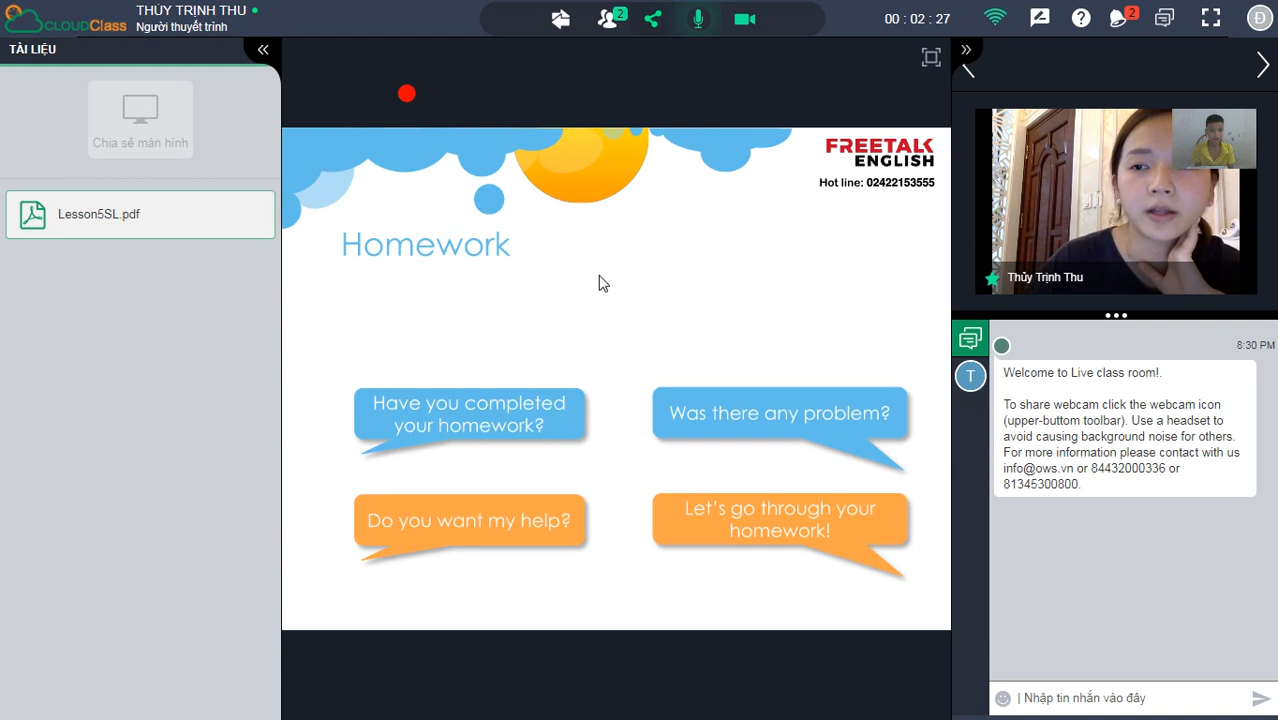 CLOUDClass
THỦY TRỊNH THU
Người thuyết trình
2
00 : 02 : 27
2
Đ
TÀI LIỆU
Chia sẻ màn hình
Lesson5SL.pdf
FREETALK
ENGLISH
Hot line: 02422153555
Homework
Have you completed
your homework?
Was there any problem?
Do you want my help?
Let's go through your
homework!
Thủy Trịnh Thu
8:30 PM
T
Welcome to Live class room!.
To share webcam click the webcam icon
(upper-buttom toolbar). Use a headset to
avoid causing background noise for others.
For more information please contact with us
info@ows.vn or 84432000336 or
81345300800.
Nhập tin nhắn vào đây